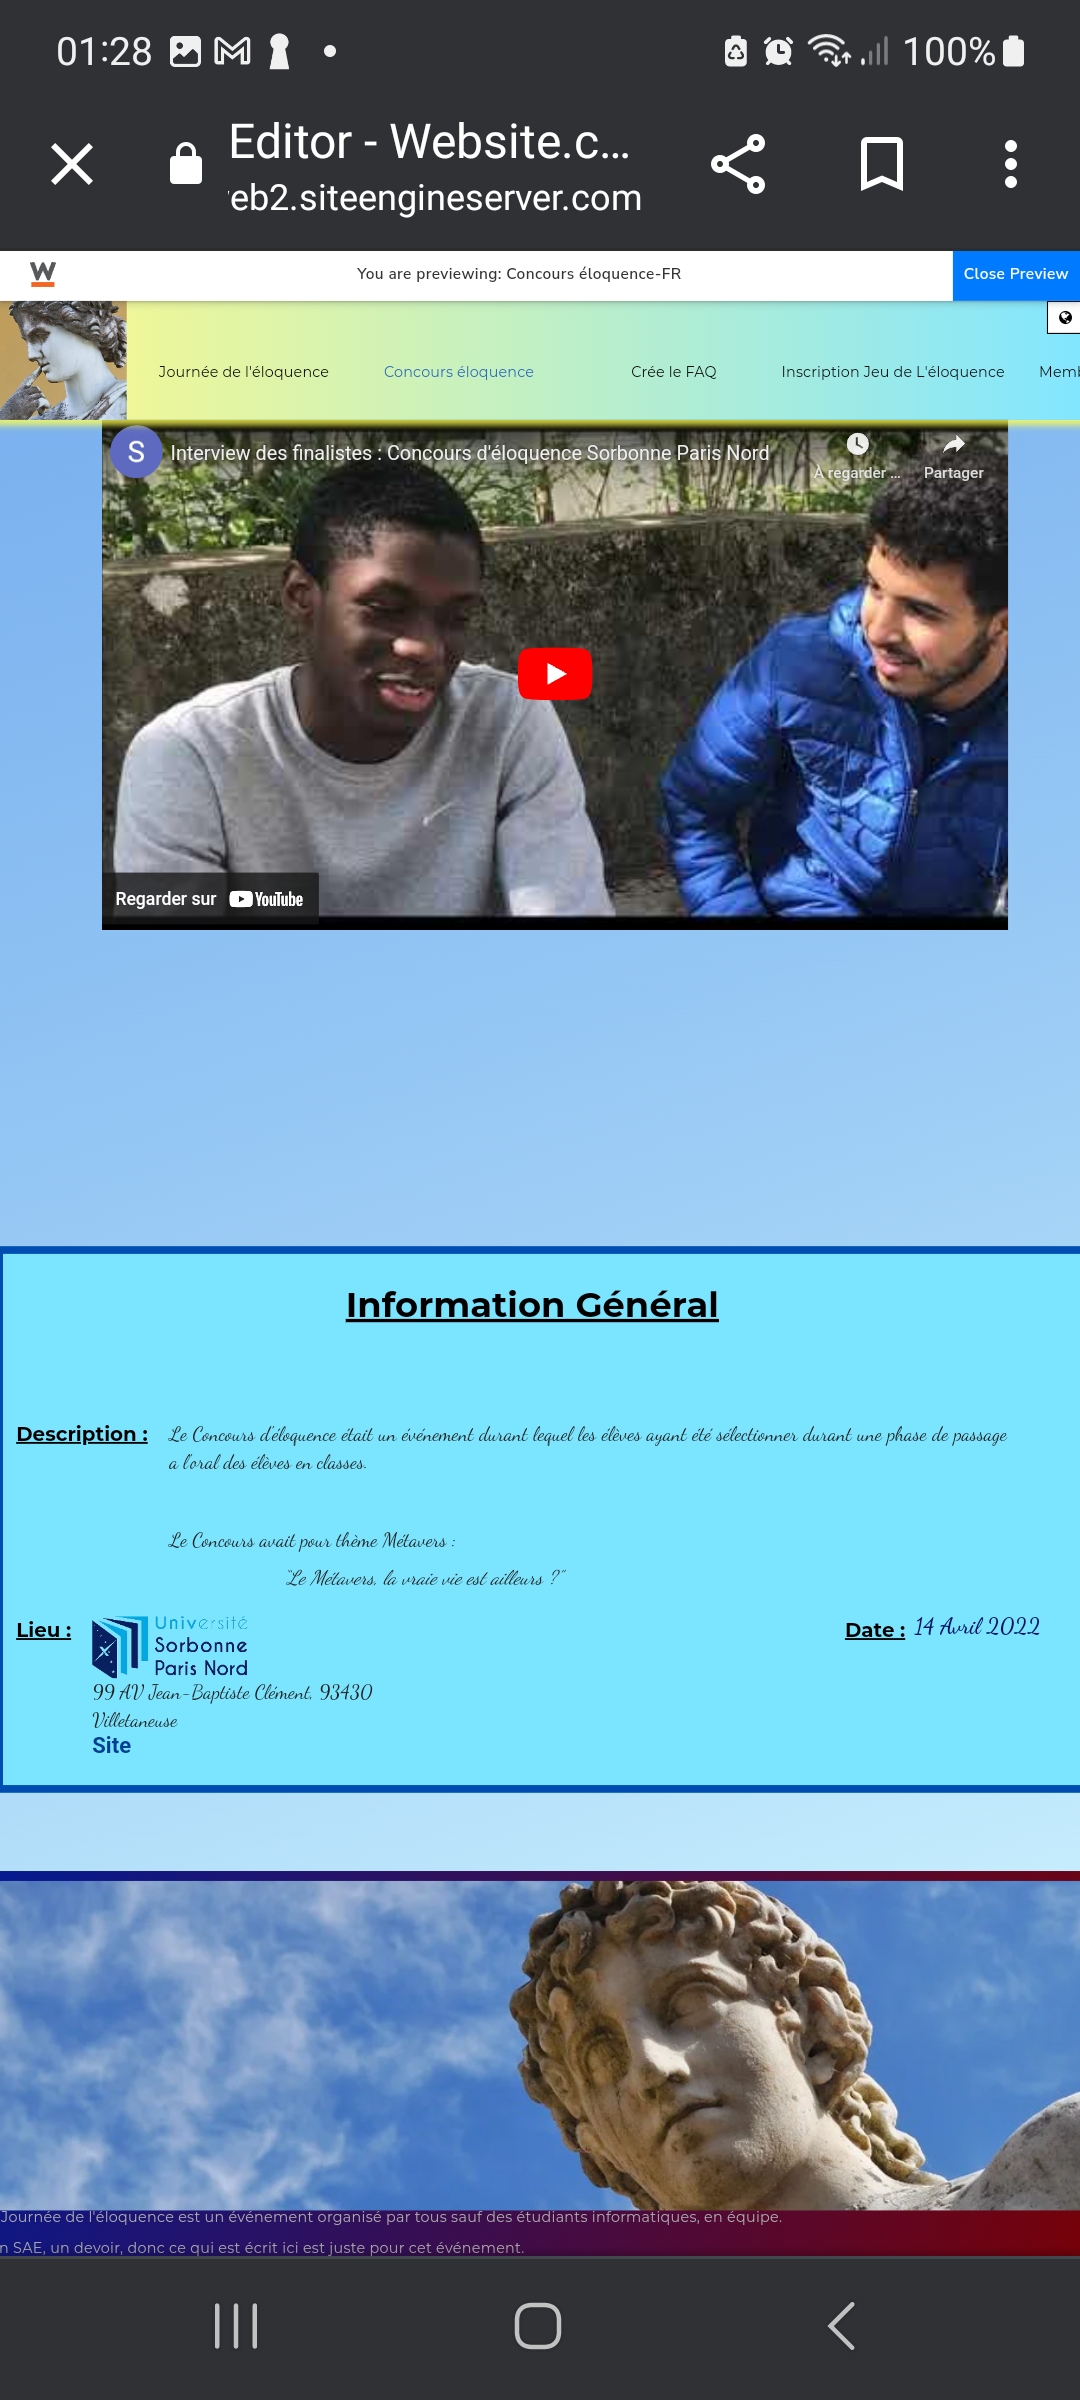 01:28
100%
Editor - Website.c...
eb2.siteengineserver.com
W
You are previewing: Concours éloquence-FR
Close Preview
Journée de l'éloquence
Concours éloquence
Crée le FAQ
Inscription Jeu de L'éloquence
Memb
S
Interview des finalistes : Concours d'éloquence Sorbonne Paris Nord
À regarder ...
Partager
Regarder sur YouTube
Information Général
Description :
Le Concours d'éloquence était un événement durant lequel les élèves ayant été sélectionner durant une phase de passage
a l'oral des élèves en classes.
Le Concours avait pour thème Métavers :
"Le Métavers, la vraie vie est ailleurs ?"
Lieu :
Université
Sorbonne
Paris Nord
Date : 14 Avril 2022
99 AV Jean-Baptiste Clément, 93430
Villetaneuse
Site
Journée de l'éloquence est un événement organisé par tous sauf des étudiants informatiques, en équipe.
n SAE, un devoir, donc ce qui est écrit ici est juste pour cet événement.